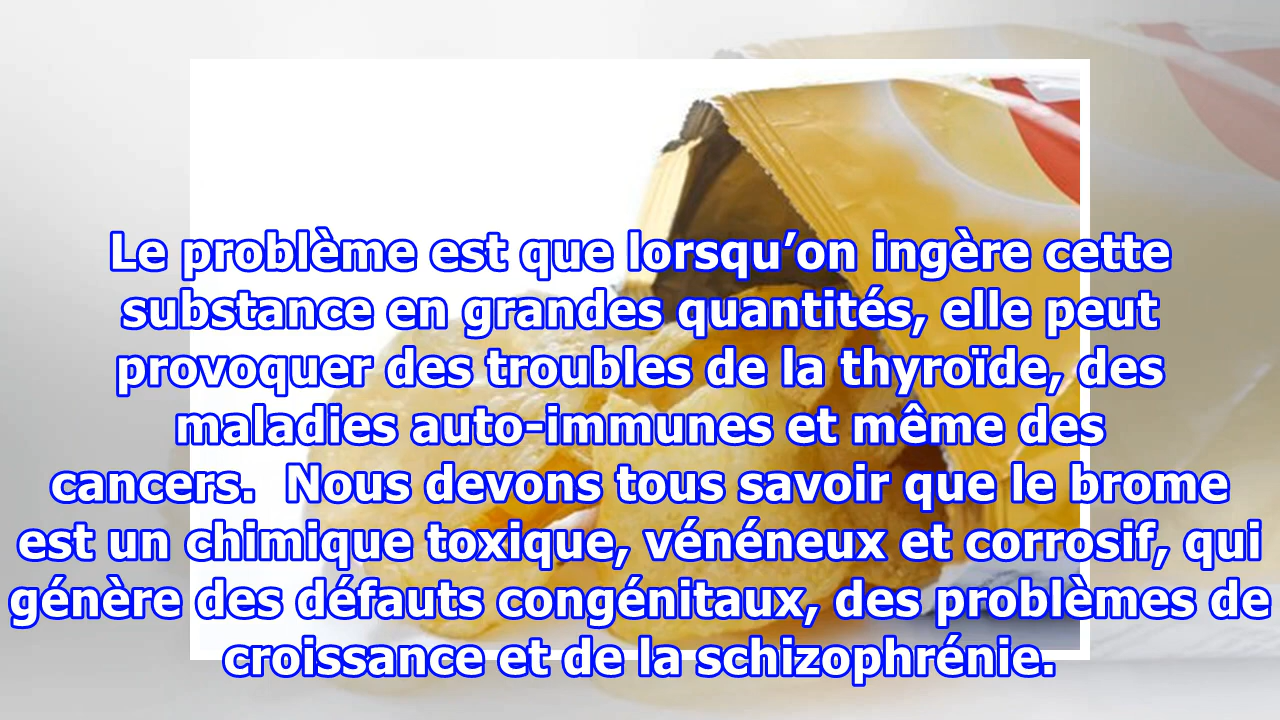 Le problème est que lorsqu’on ingère cette
substance en grandes quantités, elle peut
provoquer des troubles de la thyroïde, des
maladies auto-immunes et même des
cancers.  Nous devons tous savoir que le brome
est un chimique toxique, vénéneux et corrosif, qui
génère des défauts congénitaux, des problèmes de
croissance et de la schizophrénie.